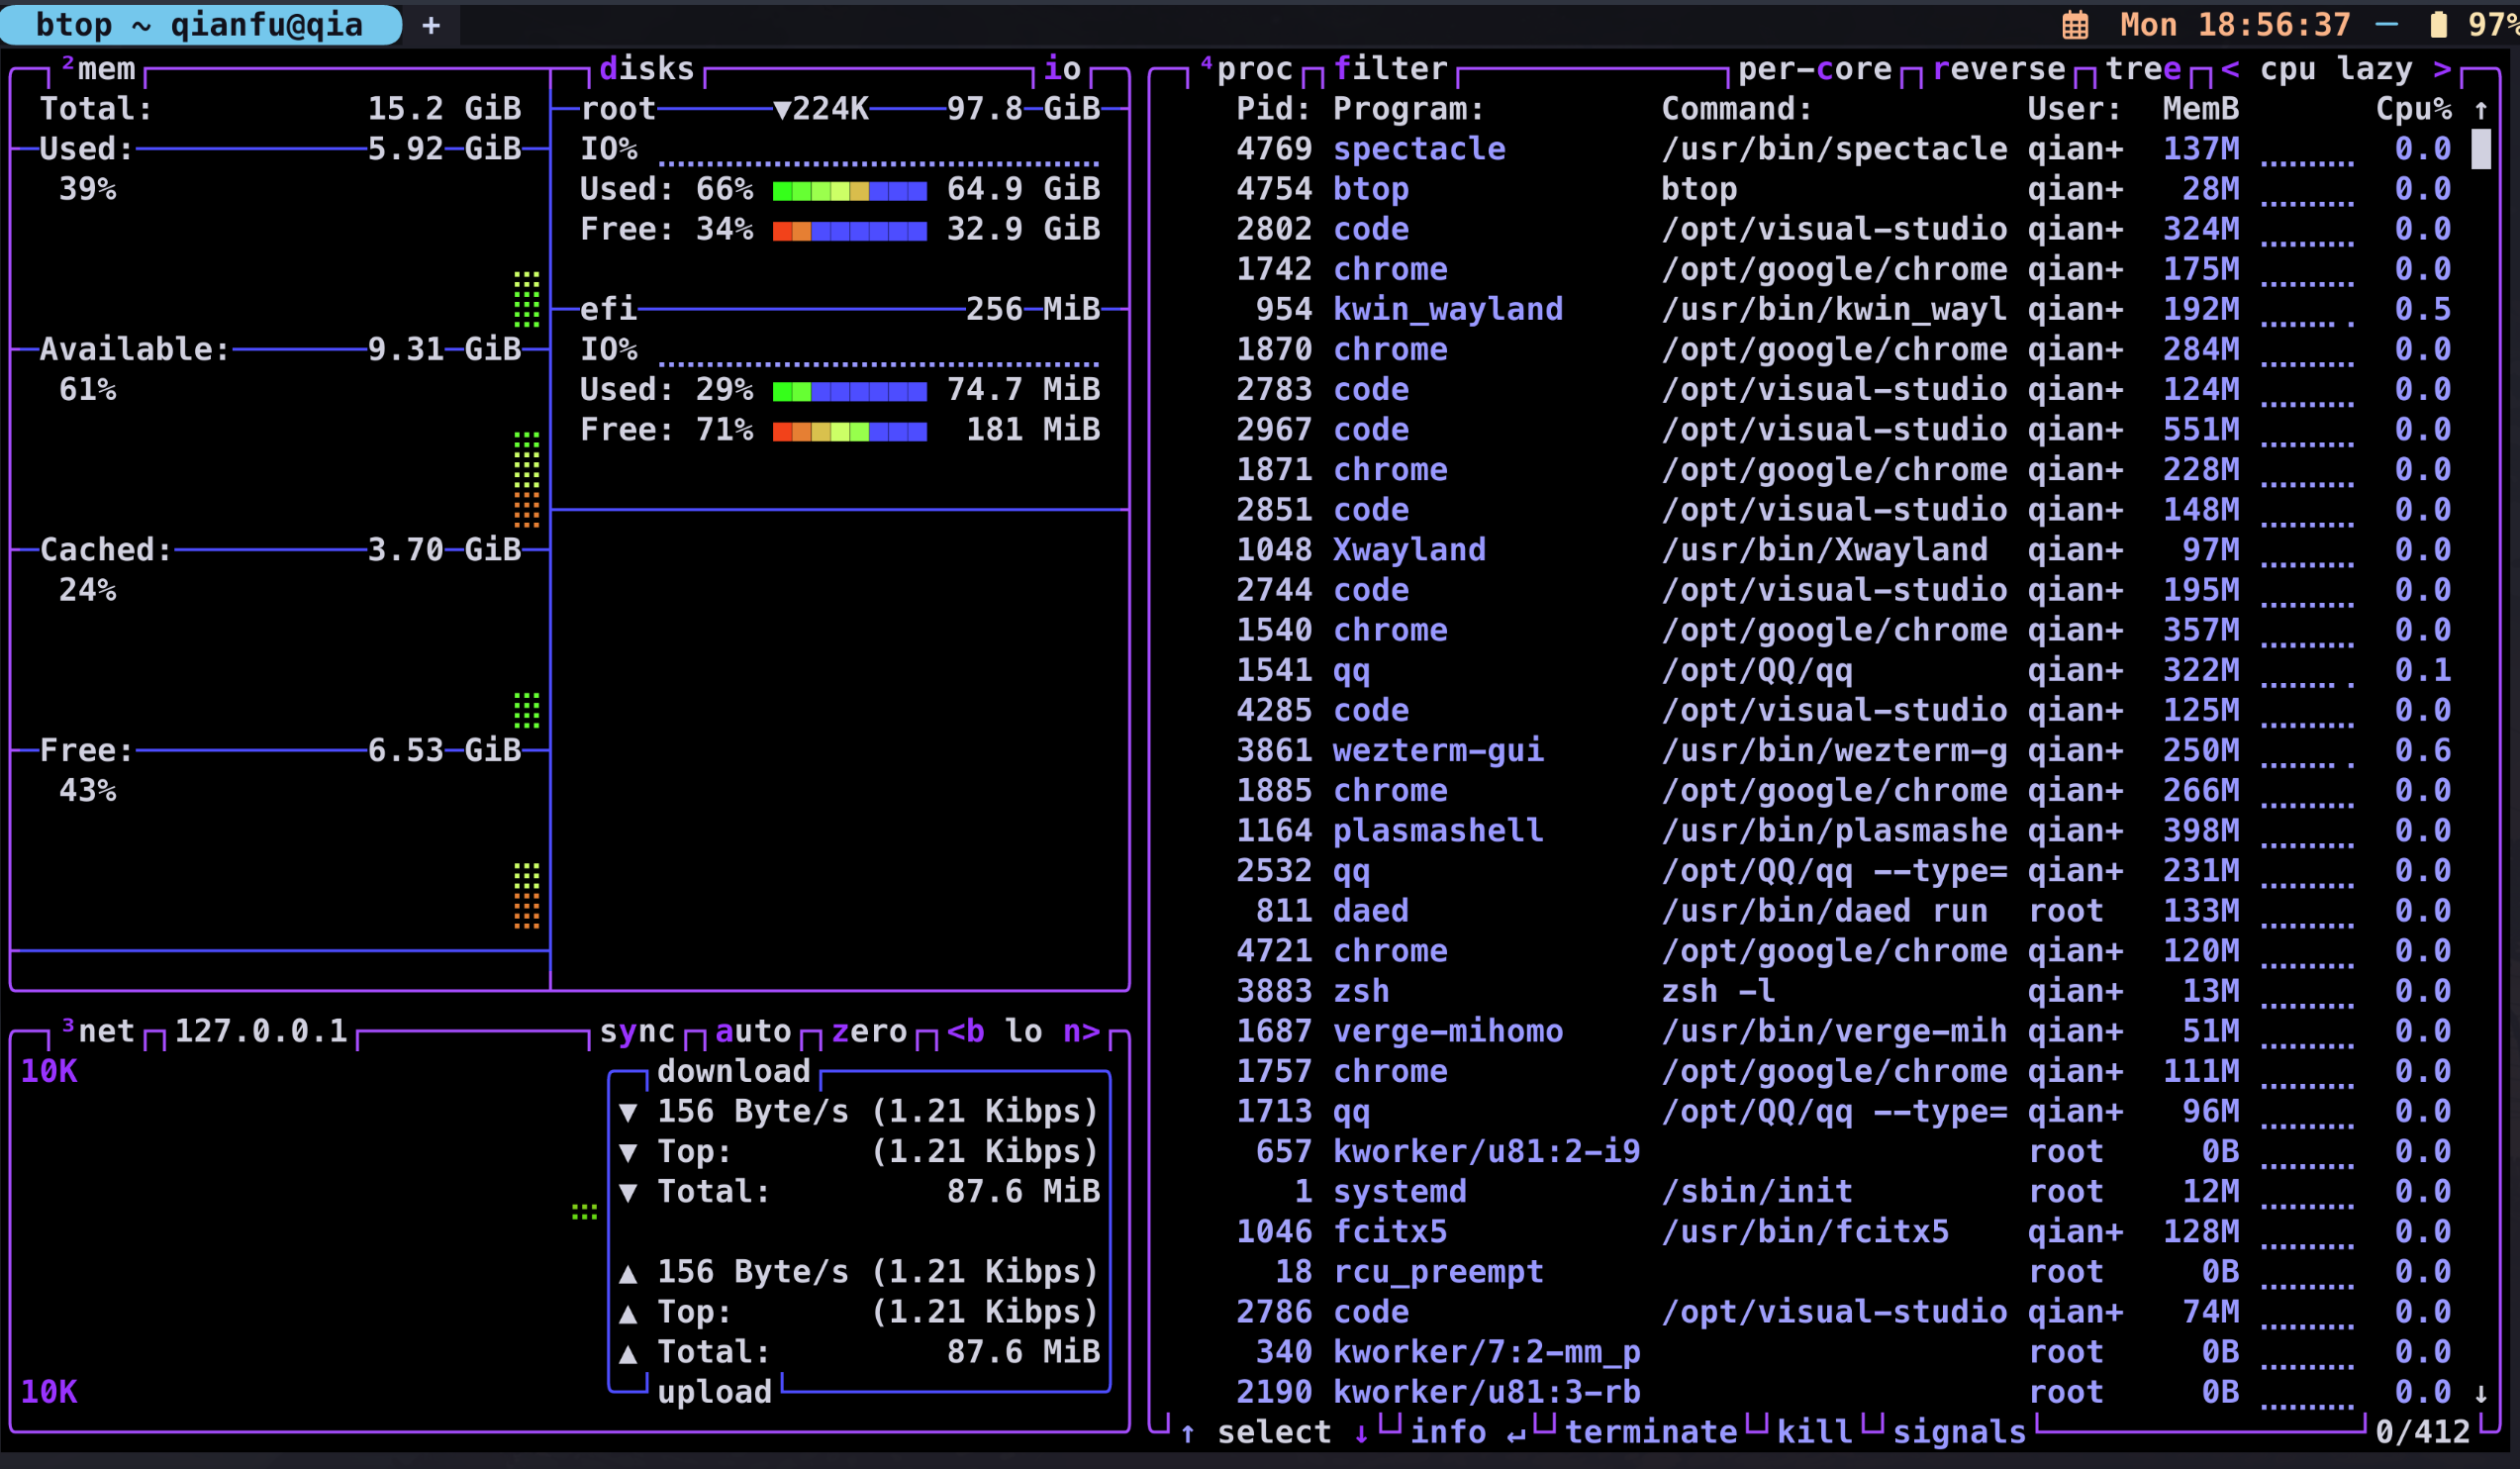 btop ~ qianfu@qia +
Mon 18:56:37 — 97%
²mem
Total: 15.2 GiB
Used: 5.92 GiB
39%
Available: 9.31 GiB
61%
Cached: 3.70 GiB
24%
Free: 6.53 GiB
43%
disks io
root ▼224K 97.8 GiB
IO%
Used: 66% 64.9 GiB
Free: 34% 32.9 GiB
efi 256 MiB
IO%
Used: 29% 74.7 MiB
Free: 71% 181 MiB
³net 127.0.0.1 sync auto zero <b lo n>
10K
download
▼ 156 Byte/s (1.21 Kibps)
▼ Top: (1.21 Kibps)
▼ Total: 87.6 MiB
▲ 156 Byte/s (1.21 Kibps)
▲ Top: (1.21 Kibps)
▲ Total: 87.6 MiB
upload
10K
⁴proc filter per-core reverse tree < cpu lazy >
Pid: Program: Command: User: MemB Cpu% ↑
4769 spectacle /usr/bin/spectacle qian+ 137M 0.0
4754 btop btop qian+ 28M 0.0
2802 code /opt/visual-studio qian+ 324M 0.0
1742 chrome /opt/google/chrome qian+ 175M 0.0
954 kwin_wayland /usr/bin/kwin_wayl qian+ 192M 0.5
1870 chrome /opt/google/chrome qian+ 284M 0.0
2783 code /opt/visual-studio qian+ 124M 0.0
2967 code /opt/visual-studio qian+ 551M 0.0
1871 chrome /opt/google/chrome qian+ 228M 0.0
2851 code /opt/visual-studio qian+ 148M 0.0
1048 Xwayland /usr/bin/Xwayland qian+ 97M 0.0
2744 code /opt/visual-studio qian+ 195M 0.0
1540 chrome /opt/google/chrome qian+ 357M 0.0
1541 qq /opt/QQ/qq qian+ 322M 0.1
4285 code /opt/visual-studio qian+ 125M 0.0
3861 wezterm-gui /usr/bin/wezterm-g qian+ 250M 0.6
1885 chrome /opt/google/chrome qian+ 266M 0.0
1164 plasmashell /usr/bin/plasmashe qian+ 398M 0.0
2532 qq /opt/QQ/qq --type= qian+ 231M 0.0
811 daed /usr/bin/daed run root 133M 0.0
4721 chrome /opt/google/chrome qian+ 120M 0.0
3883 zsh zsh -l qian+ 13M 0.0
1687 verge-mihomo /usr/bin/verge-mih qian+ 51M 0.0
1757 chrome /opt/google/chrome qian+ 111M 0.0
1713 qq /opt/QQ/qq --type= qian+ 96M 0.0
657 kworker/u81:2-i9 root 0B 0.0
1 systemd /sbin/init root 12M 0.0
1046 fcitx5 /usr/bin/fcitx5 qian+ 128M 0.0
18 rcu_preempt root 0B 0.0
2786 code /opt/visual-studio qian+ 74M 0.0
340 kworker/7:2-mm_p root 0B 0.0
2190 kworker/u81:3-rb root 0B 0.0 ↓
↑ select ↓ info ↵ terminate kill signals 0/412